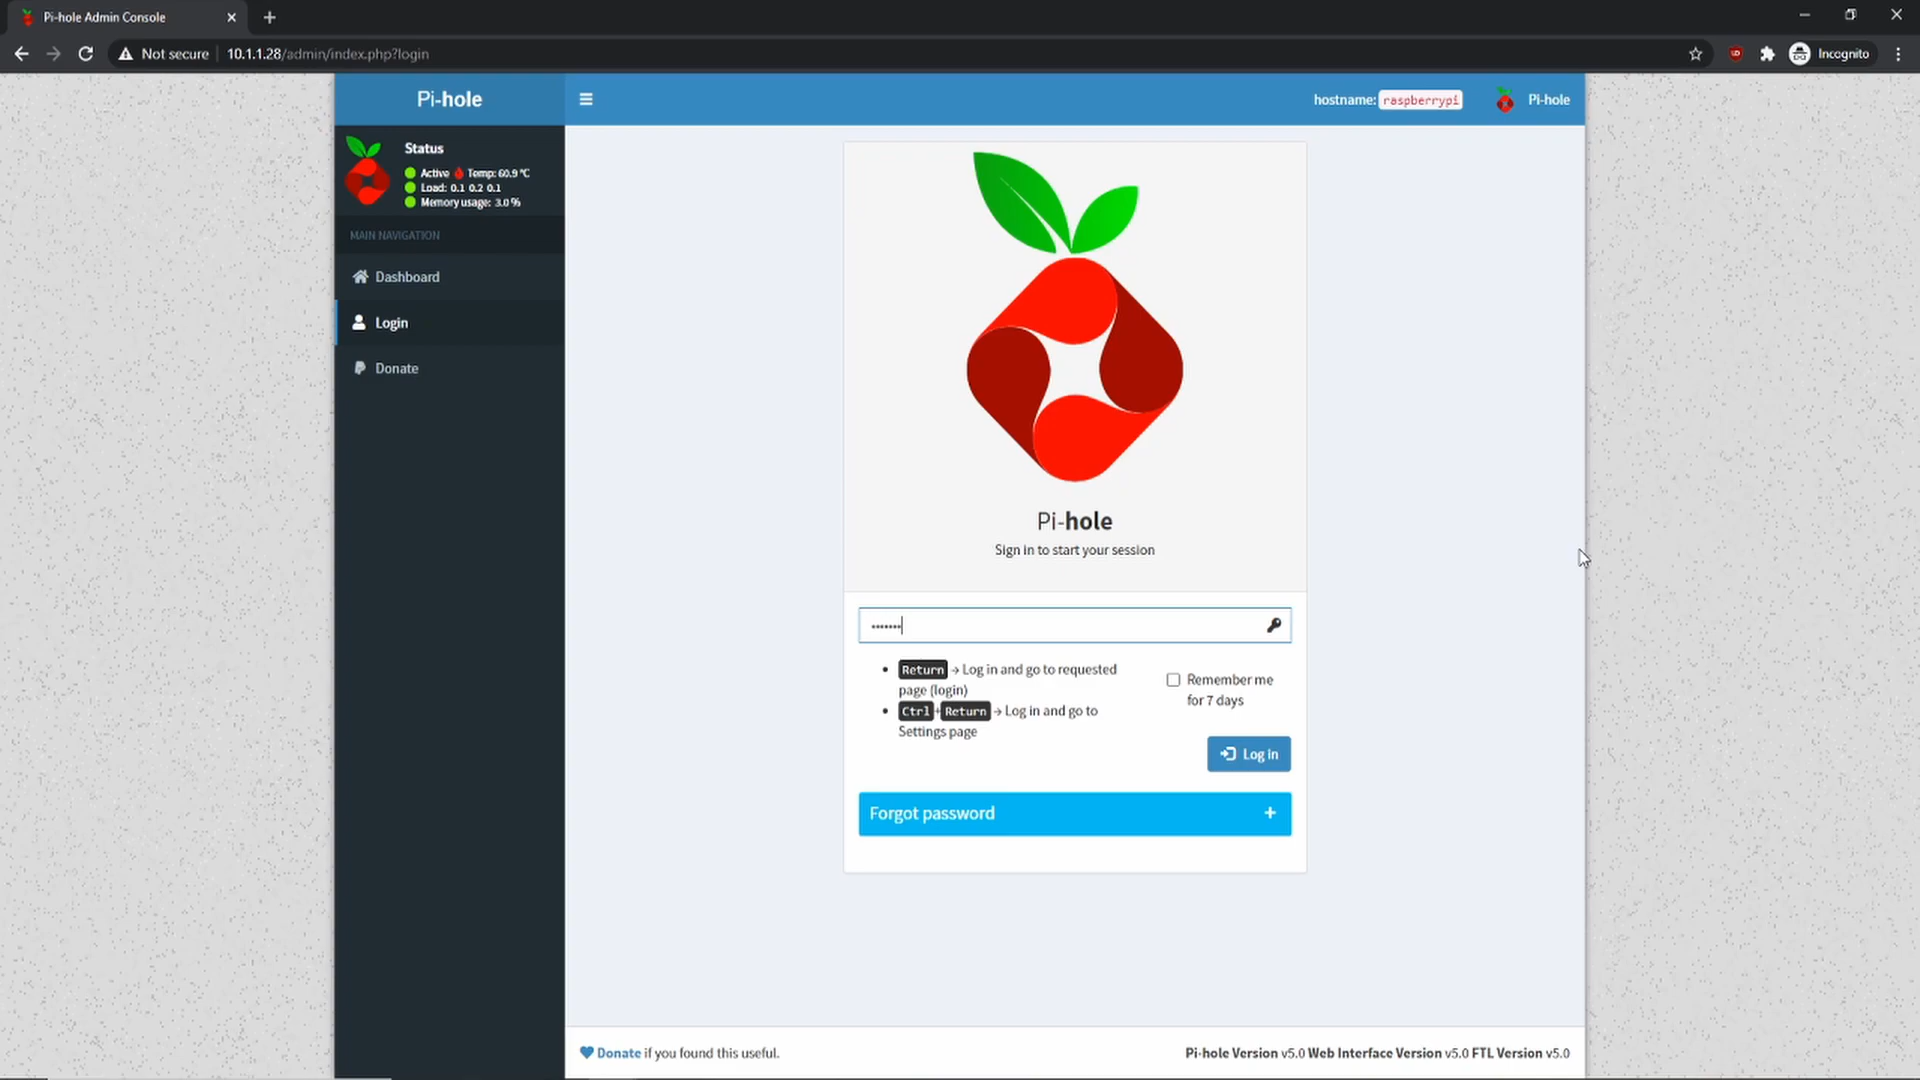 Pi-hole Admin Console
Not secure
10.1.1.28/admin/index.php?login
Incognito
Pi-hole
hostname: raspberrypi
Pi-hole
Status
Active Temp: 60.9 °C
Load: 0.1 0.2 0.1
Memory usage: 3.0 %
MAIN NAVIGATION
Dashboard
Login
Donate
Pi-hole
Sign in to start your session
•••••••
Return → Log in and go to requested
page (login)
Ctrl+Return → Log in and go to
Settings page
Remember me
for 7 days
Log in
Forgot password
Donate if you found this useful.
Pi-hole Version v5.0 Web Interface Version v5.0 FTL Version v5.0